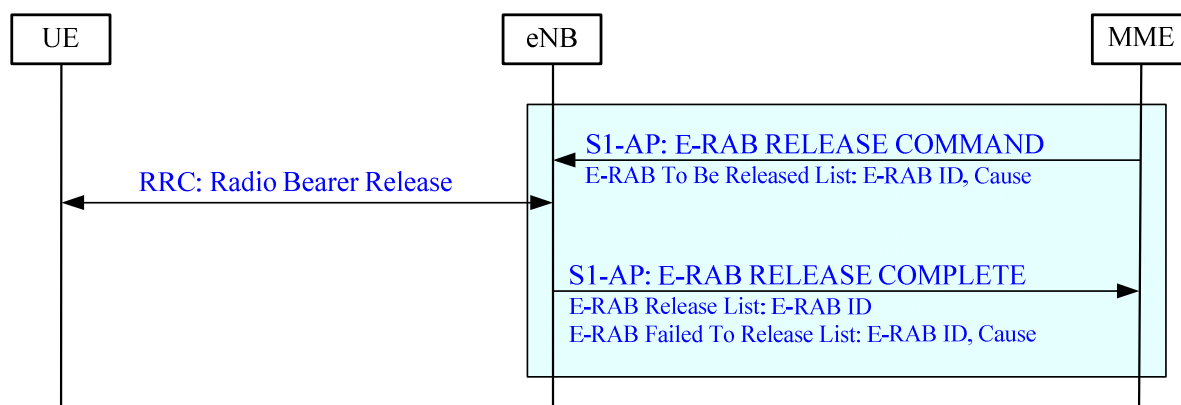 UE
eNB
MME
S1-AP: E-RAB RELEASE COMMAND
E-RAB To Be Released List: E-RAB ID, Cause
RRC: Radio Bearer Release
S1-AP: E-RAB RELEASE COMPLETE
E-RAB Release List: E-RAB ID
E-RAB Failed To Release List: E-RAB ID, Cause